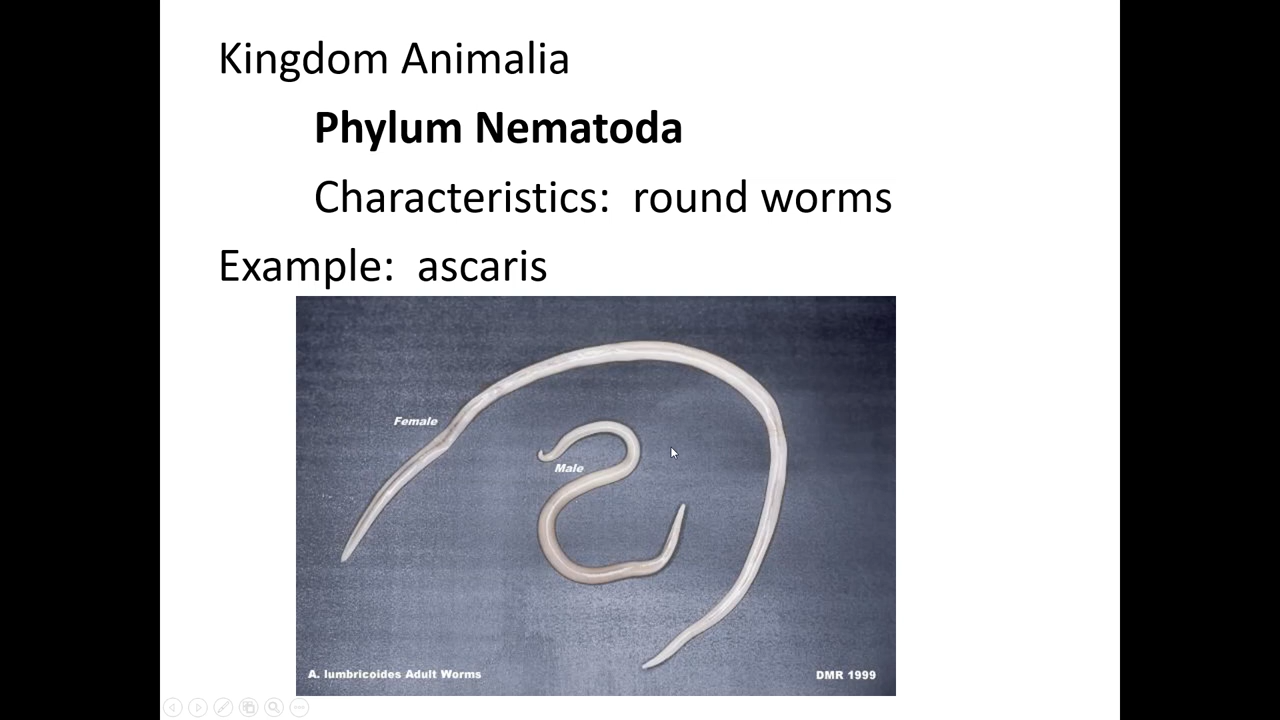 Kingdom Animalia
Phylum Nematoda
Characteristics:  round worms
Example:  ascaris
Female
Male
A. lumbricoides Adult Worms
DMR 1999